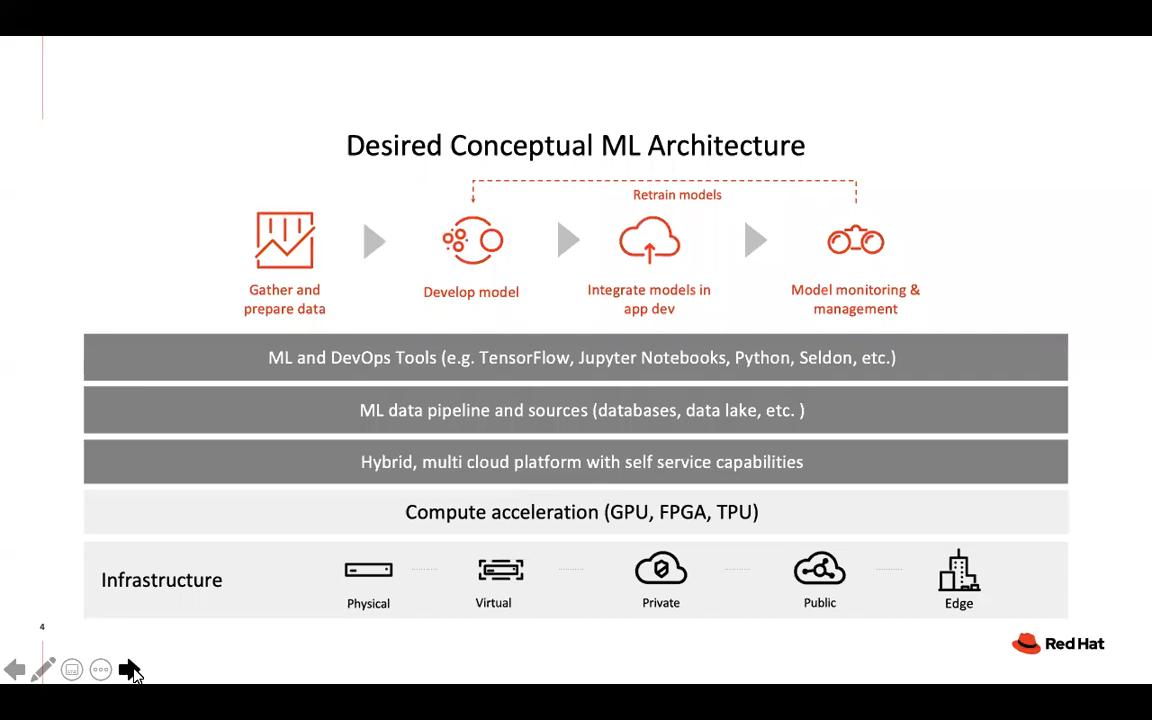 Desired Conceptual ML Architecture
Retrain models
Gather and
prepare data
Develop model
Integrate models in
app dev
Model monitoring &
management
ML and DevOps Tools (e.g. TensorFlow, Jupyter Notebooks, Python, Seldon, etc.)
ML data pipeline and sources (databases, data lake, etc. )
Hybrid, multi cloud platform with self service capabilities
Compute acceleration (GPU, FPGA, TPU)
Infrastructure
Physical
Virtual
Private
Public
Edge
4
Red Hat